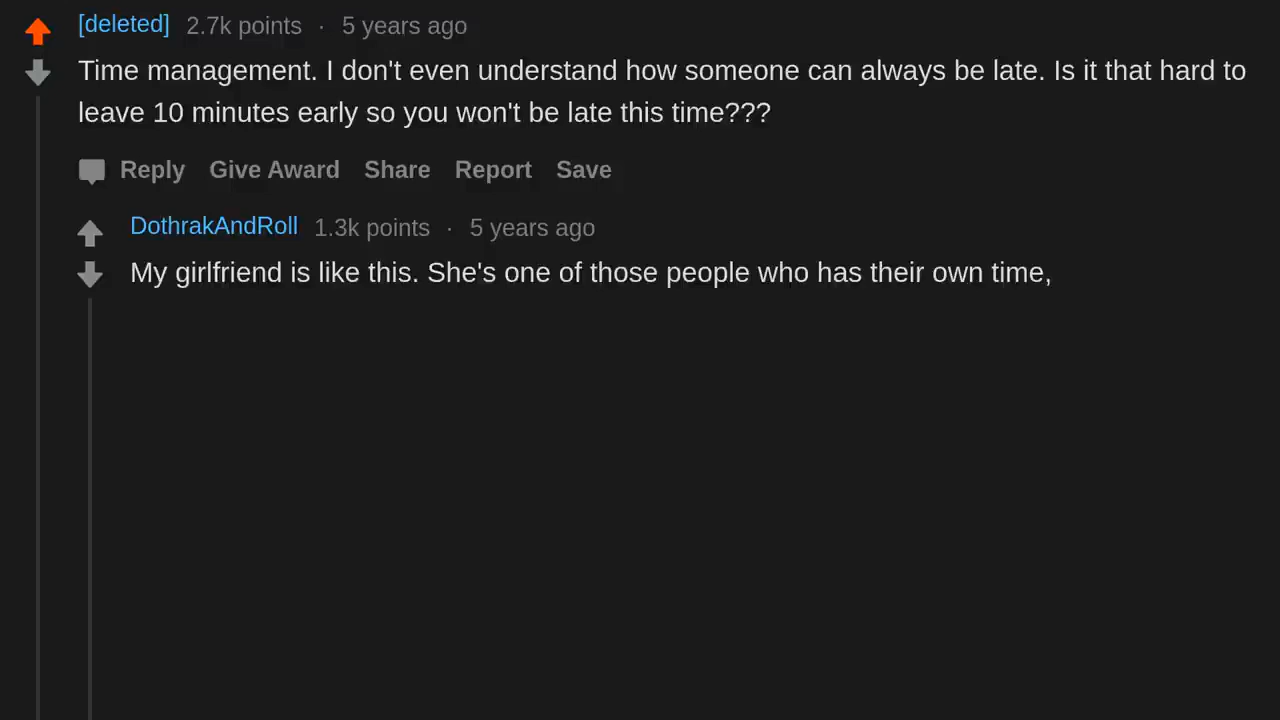 [deleted] 2.7k points · 5 years ago
Time management. I don't even understand how someone can always be late. Is it that hard to
leave 10 minutes early so you won't be late this time???
Reply Give Award Share Report Save
DothrakAndRoll 1.3k points · 5 years ago
My girlfriend is like this. She's one of those people who has their own time,